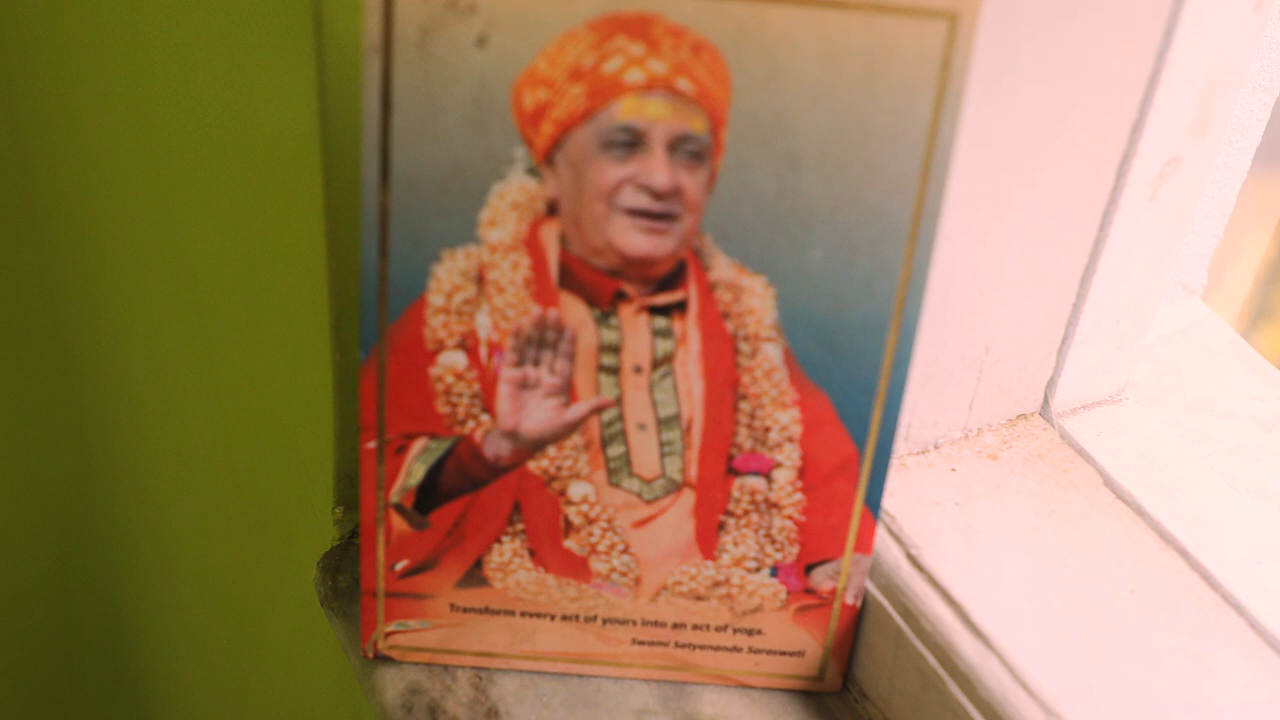 Transform every act of yours into an act of yoga.
Swami Satyananda Saraswati